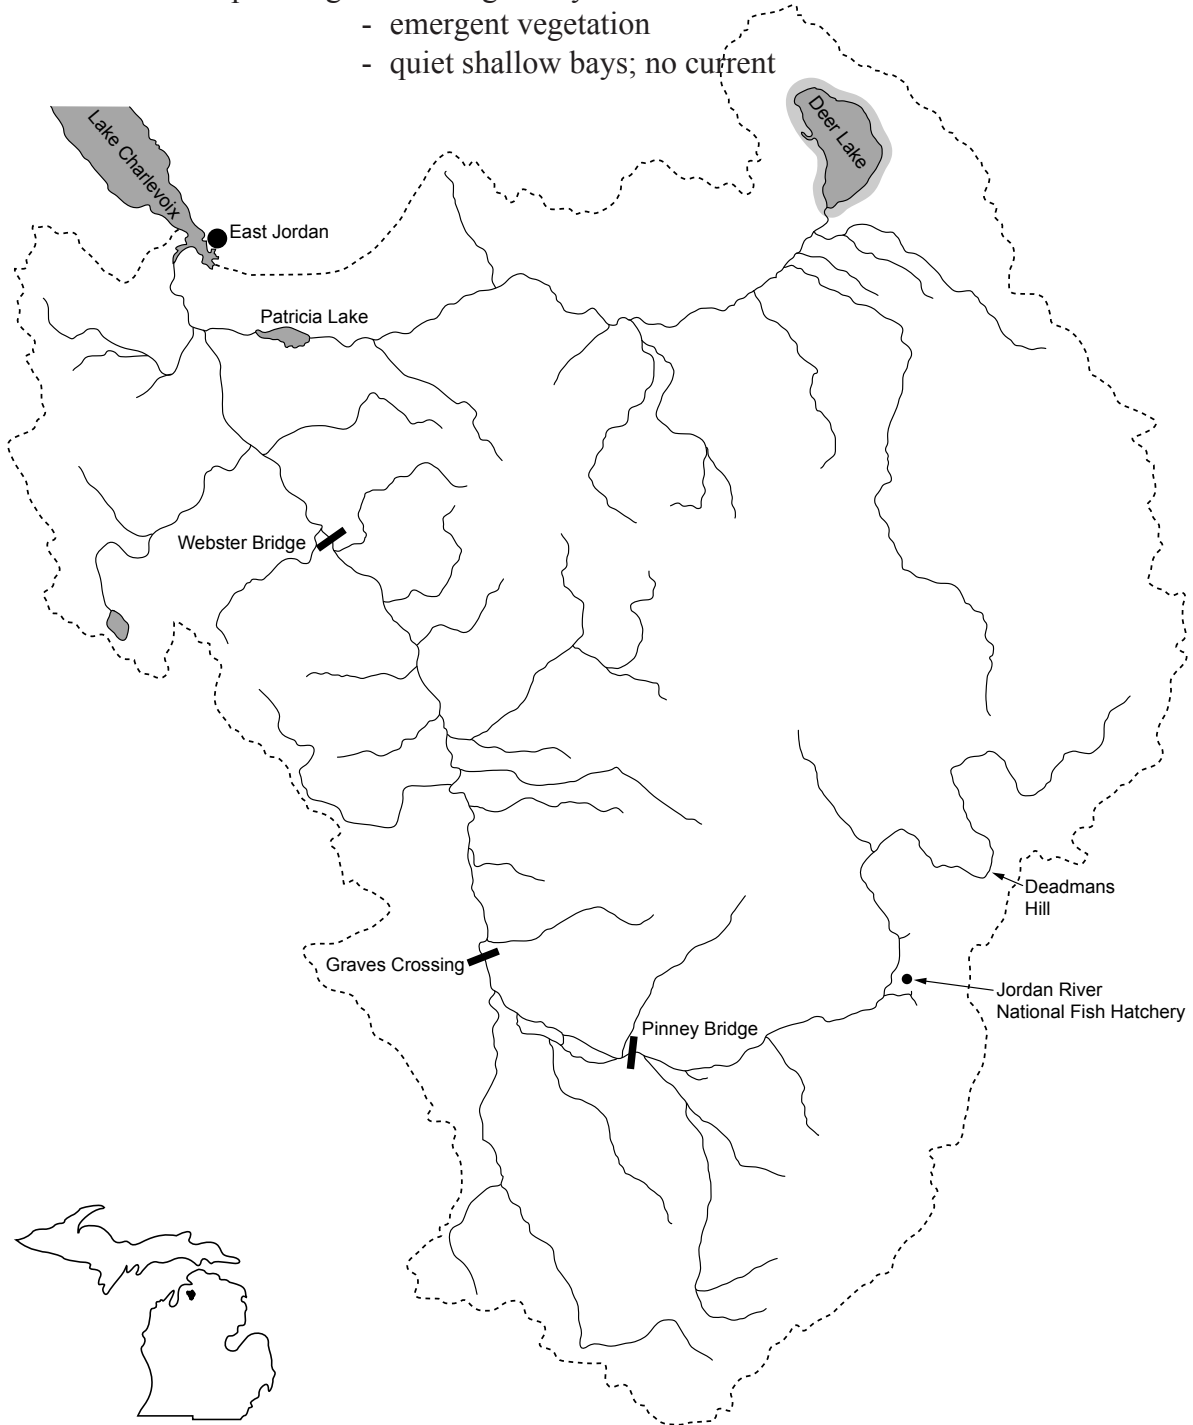 - emergent vegetation
- quiet shallow bays; no current
Deer Lake
Lake Charlevoix
East Jordan
Patricia Lake
Webster Bridge
Deadmans
Hill
Graves Crossing
Jordan River
National Fish Hatchery
Pinney Bridge